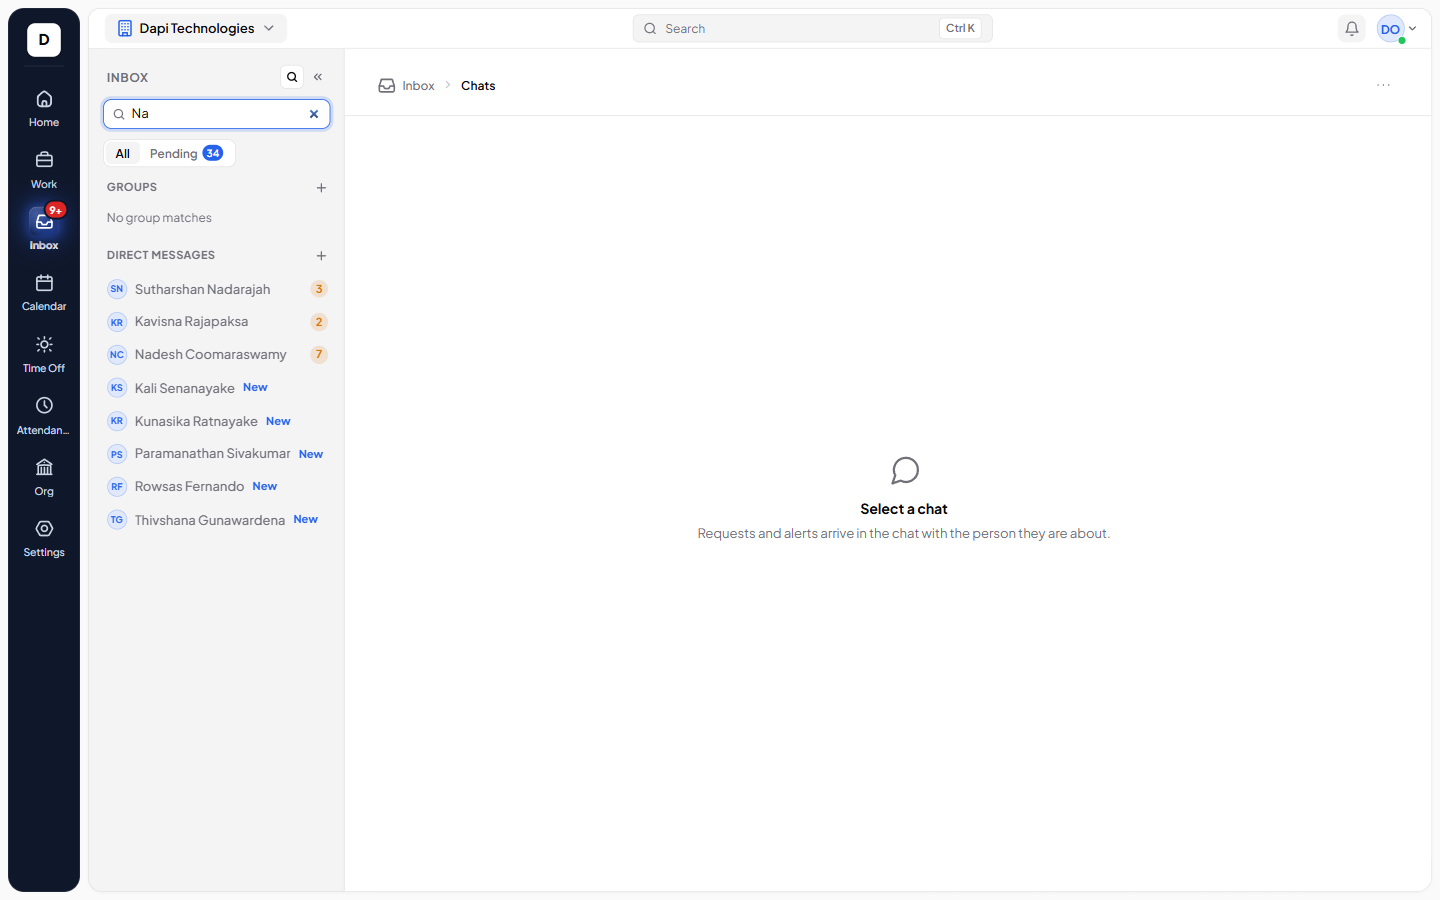 D
Dapi Technologies
Search
Ctrl K
DO
Home
Work
9+
Inbox
Calendar
Time Off
Attendan...
Org
Settings
INBOX
Na
All
Pending 34
GROUPS
No group matches
DIRECT MESSAGES
SN Sutharshan Nadarajah 3
KR Kavisna Rajapaksa 2
NC Nadesh Coomaraswamy 7
KS Kali Senanayake New
KR Kunasika Ratnayake New
PS Paramanathan Sivakumar New
RF Rowsas Fernando New
TG Thivshana Gunawardena New
Inbox > Chats
Select a chat
Requests and alerts arrive in the chat with the person they are about.